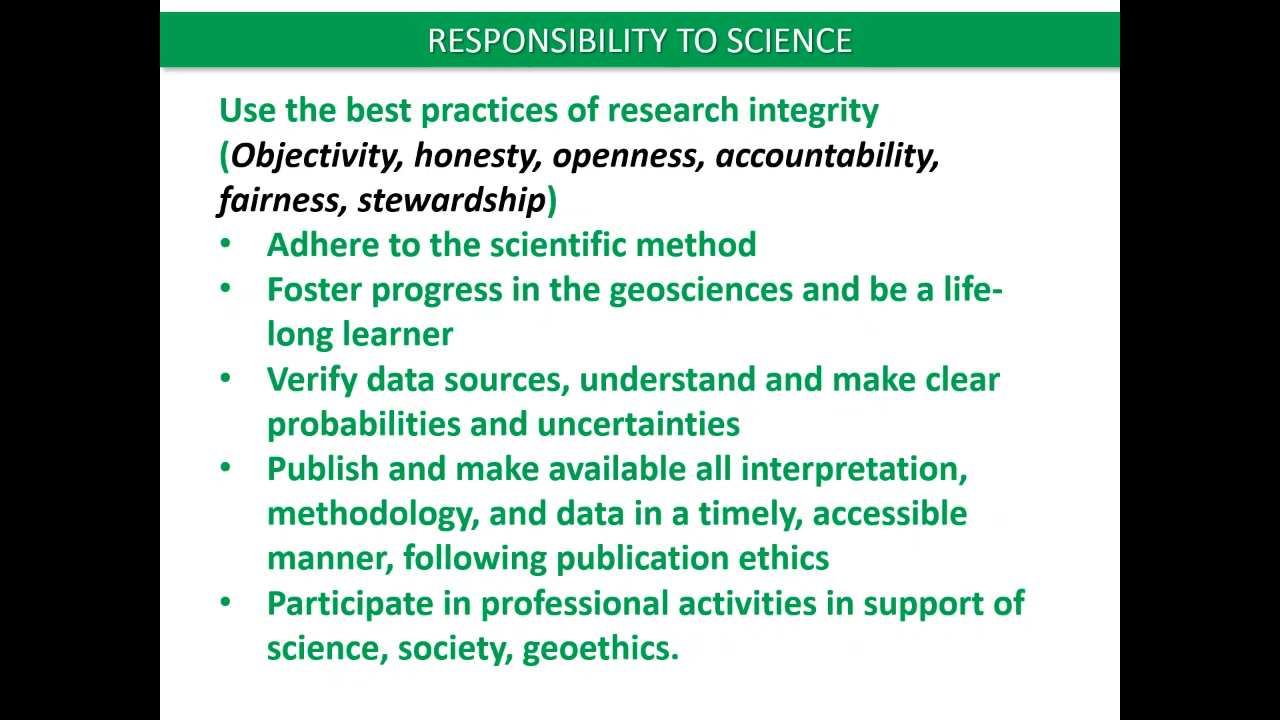 RESPONSIBILITY TO SCIENCE
Use the best practices of research integrity
(Objectivity, honesty, openness, accountability,
fairness, stewardship)
• Adhere to the scientific method
• Foster progress in the geosciences and be a life-
long learner
• Verify data sources, understand and make clear
probabilities and uncertainties
• Publish and make available all interpretation,
methodology, and data in a timely, accessible
manner, following publication ethics
• Participate in professional activities in support of
science, society, geoethics.